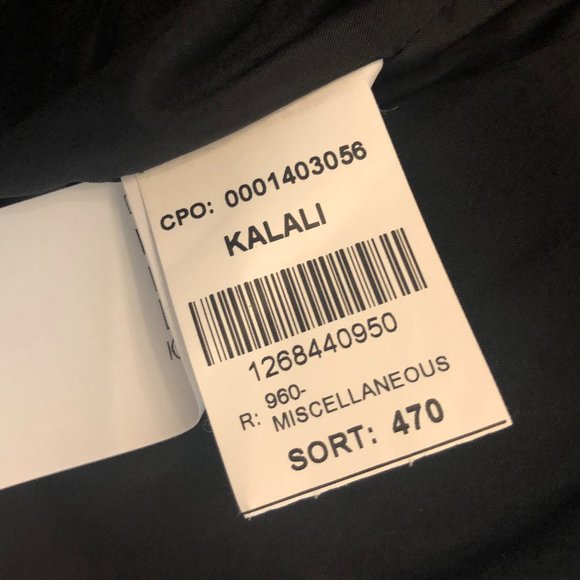 CPO: 0001403056
KALALI
1268440950
R: 960-
MISCELLANEOUS
SORT: 470
K